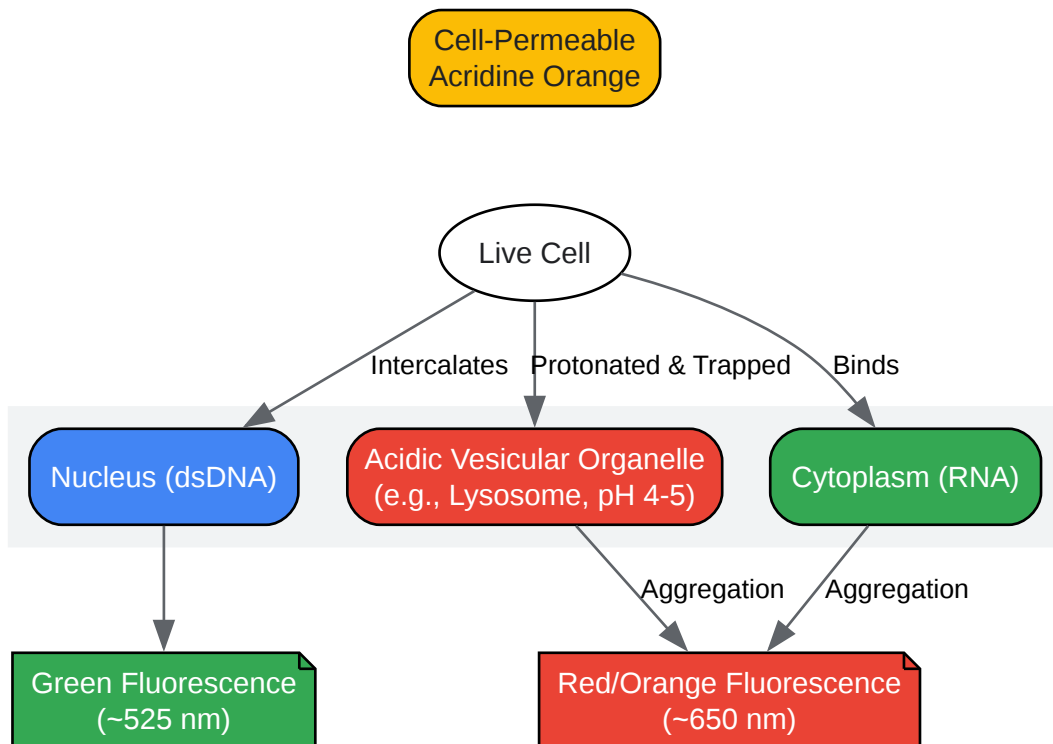 Cell-Permeable
Acridine Orange
Live Cell
Intercalates
Protonated & Trapped
Binds
Nucleus (dsDNA)
Acidic Vesicular Organelle
(e.g., Lysosome, pH 4-5)
Cytoplasm (RNA)
Aggregation
Aggregation
Green Fluorescence
(~525 nm)
Red/Orange Fluorescence
(~650 nm)